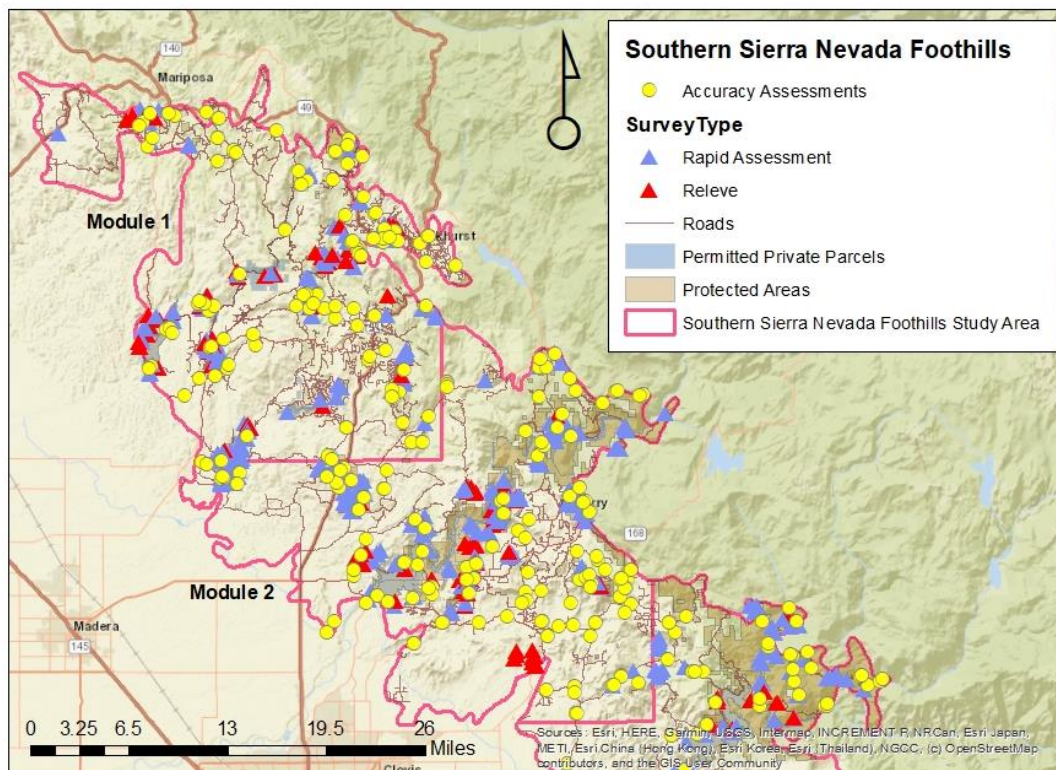 140
Mariposa
49
Module 1
khurst
rry
168
Module 2
Madera
145
Clovis
Southern Sierra Nevada Foothills
Accuracy Assessments
SurveyType
Rapid Assessment
Releve
Roads
Permitted Private Parcels
Protected Areas
Southern Sierra Nevada Foothills Study Area
0 3.25 6.5 13 19.5 26
Miles
Sources: Esri, HERE, Garmin, USGS, Intermap, INCREMENT P, NRCan, Esri Japan,
METI, Esri China (Hong Kong), Esri Korea, Esri (Thailand), NGCC, (c) OpenStreetMap
contributors, and the GIS User Community